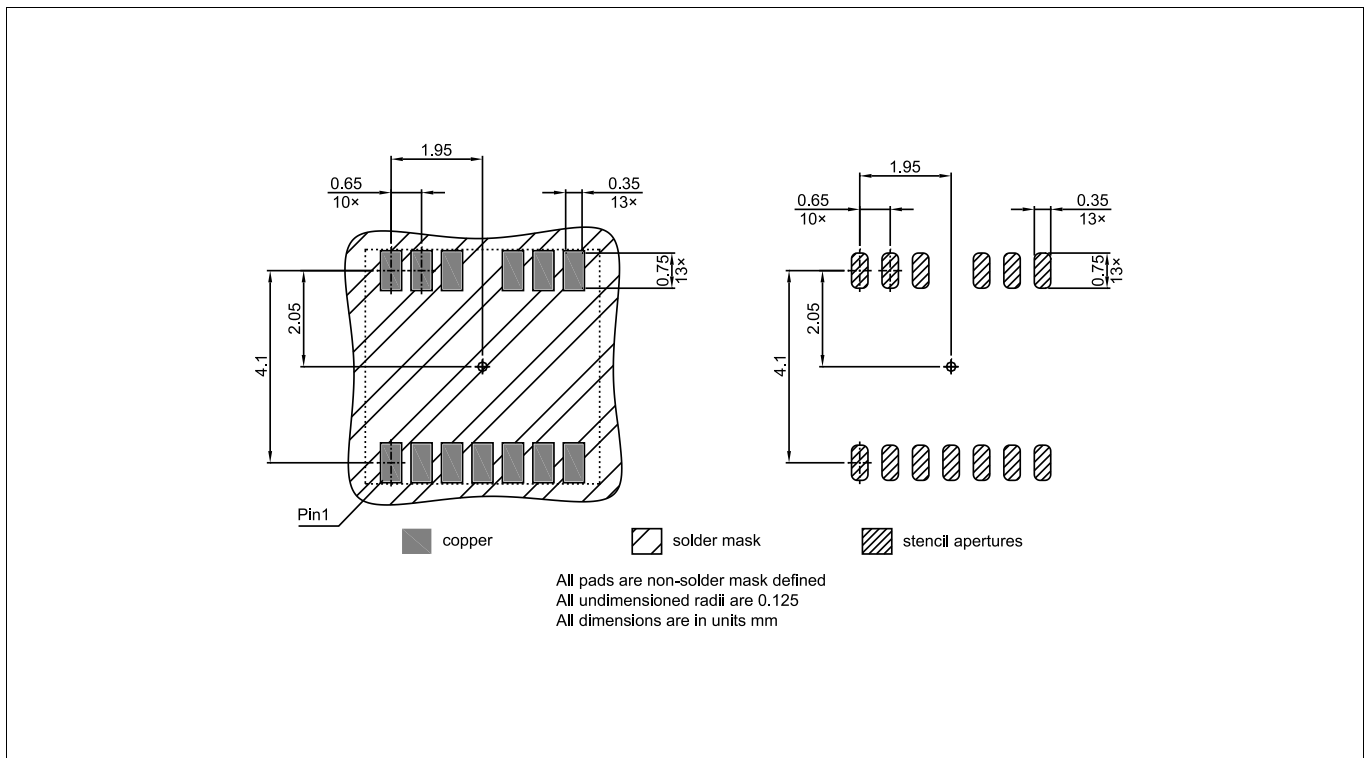 1.95
1.95
0.65
10×
0.35
13×
0.65
10×
0.35
13×
0.75
13×
0.75
13×
2.05
4.1
2.05
4.1
Pin1
copper
solder mask
stencil apertures
All pads are non-solder mask defined
All undimensioned radii are 0.125
All dimensions are in units mm